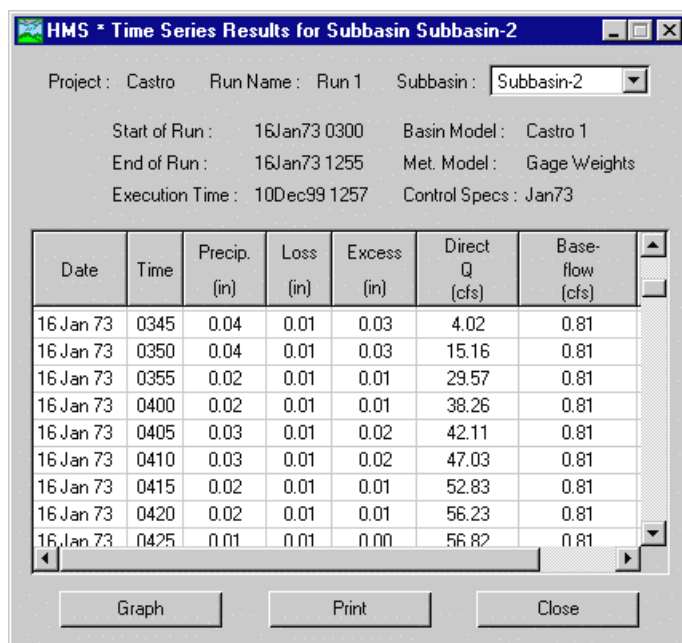 HMS * Time Series Results for Subbasin Subbasin-2
Project : Castro Run Name : Run 1 Subbasin : Subbasin-2
Start of Run : 16Jan73 0300 Basin Model : Castro 1
End of Run : 16Jan73 1255 Met. Model : Gage Weights
Execution Time : 10Dec99 1257 Control Specs : Jan73
Date Time Precip. (in) Loss (in) Excess (in) Direct Q (cfs) Base- flow (cfs)
16 Jan 73 0345 0.04 0.01 0.03 4.02 0.81
16 Jan 73 0350 0.04 0.01 0.03 15.16 0.81
16 Jan 73 0355 0.02 0.01 0.01 29.57 0.81
16 Jan 73 0400 0.02 0.01 0.01 38.26 0.81
16 Jan 73 0405 0.03 0.01 0.02 42.11 0.81
16 Jan 73 0410 0.03 0.01 0.02 47.03 0.81
16 Jan 73 0415 0.02 0.01 0.01 52.83 0.81
16 Jan 73 0420 0.02 0.01 0.01 56.23 0.81
16 Jan 73 0425 0.01 0.01 0.00 56.82 0.81
Graph Print Close